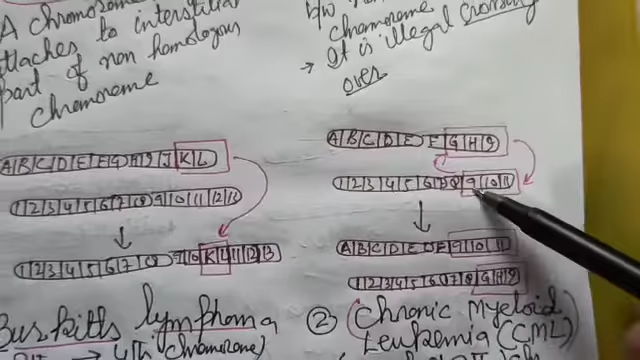 A chromosome
attaches to interstitial
part of non homologous
chromosome
A B C D E F G H I J K L
1 2 3 4 5 6 7 8 9 10 11 12 13
1 2 3 4 5 6 7 8 9 10 K L 11 12 13
Burkitts lymphoma
chromosome)
b/w
chromosome
→ It is illegal crossing
over
A B C D E F G H I
1 2 3 4 5 6 7 8 9 10 11
A B C D E F 9 10 11
1 2 3 4 5 6 7 8 G H I
② (Chronic Myeloid
Leukemia (CML)